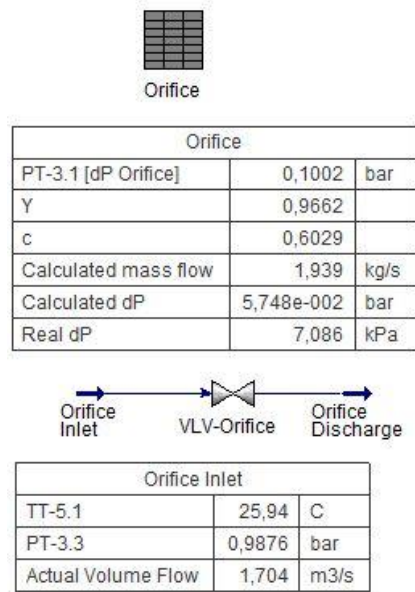 Orifice
Orifice
PT-3.1 [dP Orifice] 0,1002 bar
Y 0,9662
c 0,6029
Calculated mass flow 1,939 kg/s
Calculated dP 5,748e-002 bar
Real dP 7,086 kPa
Orifice Inlet VLV-Orifice Orifice Discharge
Orifice Inlet
TT-5.1 25,94 C
PT-3.3 0,9876 bar
Actual Volume Flow 1,704 m3/s